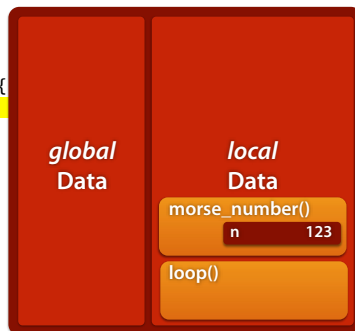 {
global
Data
local
Data
morse_number()
n 123
loop()